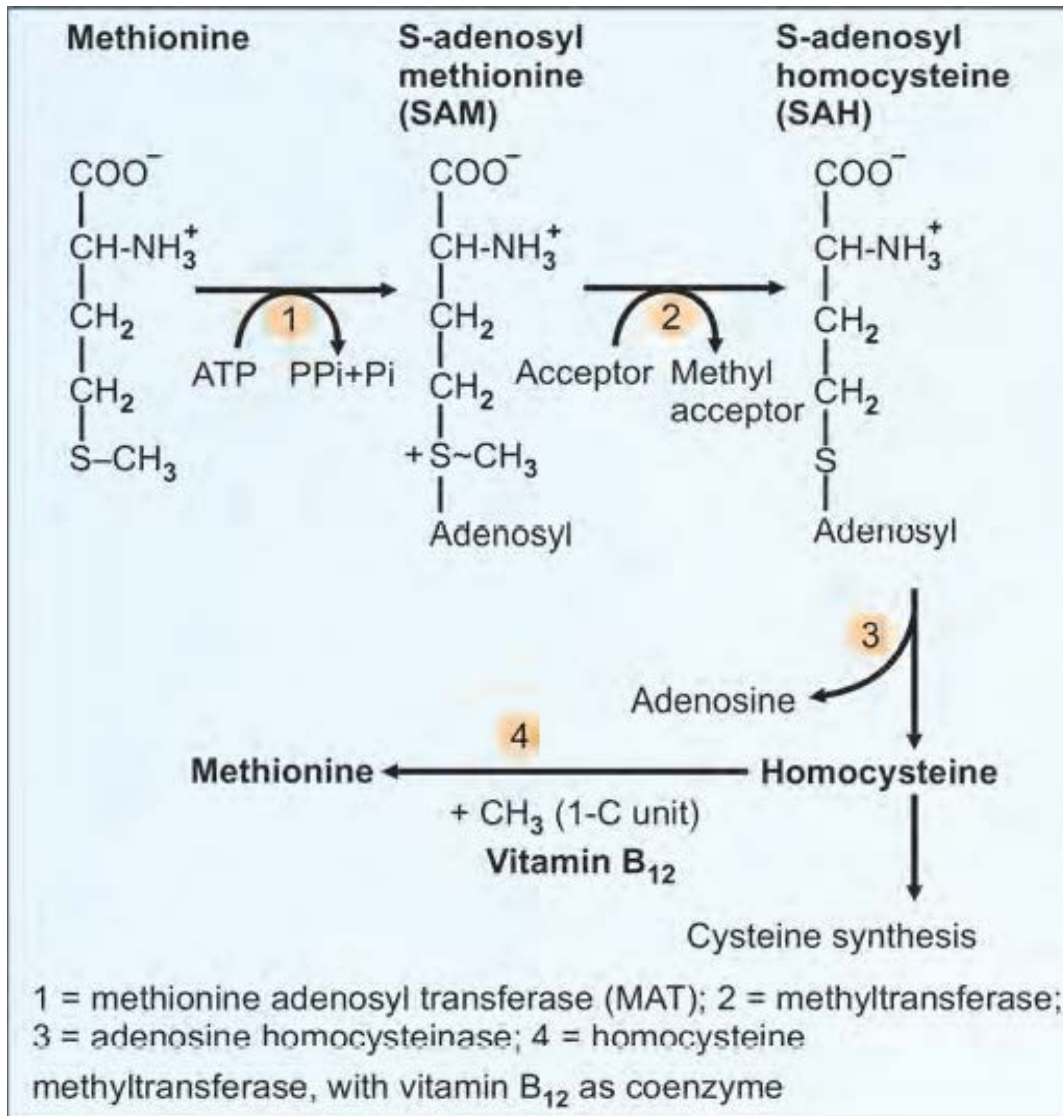 Methionine
S-adenosyl
methionine
(SAM)
S-adenosyl
homocysteine
(SAH)
COO⁻
CH-NH₃⁺
CH₂
CH₂
S–CH₃
1
ATP PPi+Pi
COO⁻
CH-NH₃⁺
CH₂
CH₂
+S~CH₃
Adenosyl
2
Acceptor Methyl
acceptor
COO⁻
CH-NH₃⁺
CH₂
CH₂
S
Adenosyl
3
Adenosine
4
Methionine
Homocysteine
+ CH₃ (1-C unit)
Vitamin B₁₂
Cysteine synthesis
1 = methionine adenosyl transferase (MAT); 2 = methyltransferase;
3 = adenosine homocysteinase; 4 = homocysteine
methyltransferase, with vitamin B₁₂ as coenzyme